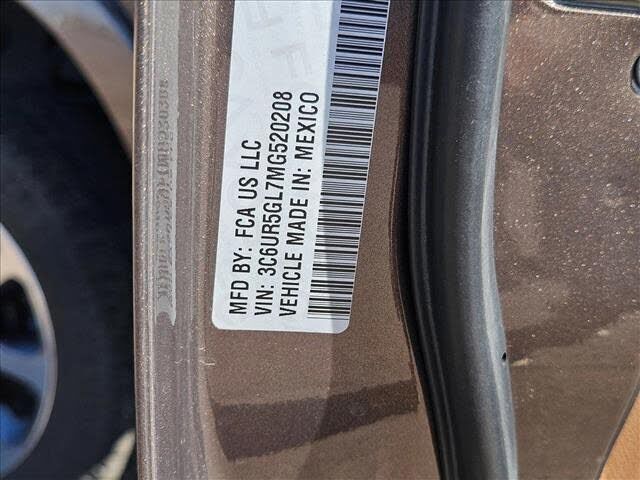 MFD BY: FCA US LLC
VIN: 3C6UR5GL7MG520208
VEHICLE MADE IN: MEXICO